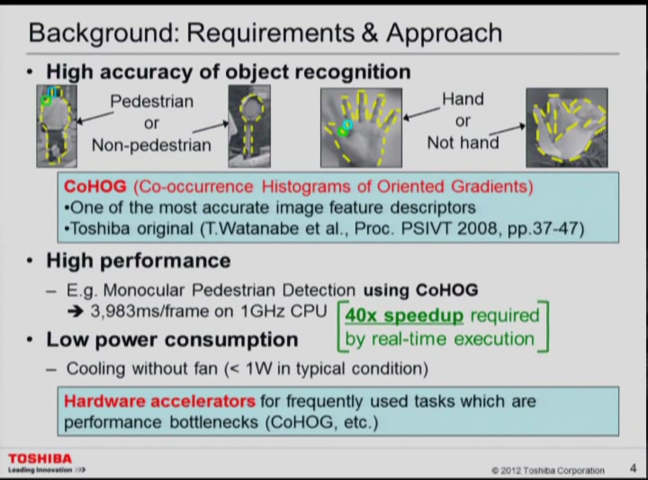 Background: Requirements & Approach
• High accuracy of object recognition
Pedestrian
or
Non-pedestrian
Hand
or
Not hand
CoHOG (Co-occurrence Histograms of Oriented Gradients)
•One of the most accurate image feature descriptors
•Toshiba original (T.Watanabe et al., Proc. PSIVT 2008, pp.37-47)
• High performance
– E.g. Monocular Pedestrian Detection using CoHOG
➔ 3,983ms/frame on 1GHz CPU
40x speedup required
by real-time execution
• Low power consumption
– Cooling without fan (< 1W in typical condition)
Hardware accelerators for frequently used tasks which are
performance bottlenecks (CoHOG, etc.)
TOSHIBA
Leading Innovation >>>
© 2012 Toshiba Corporation
4